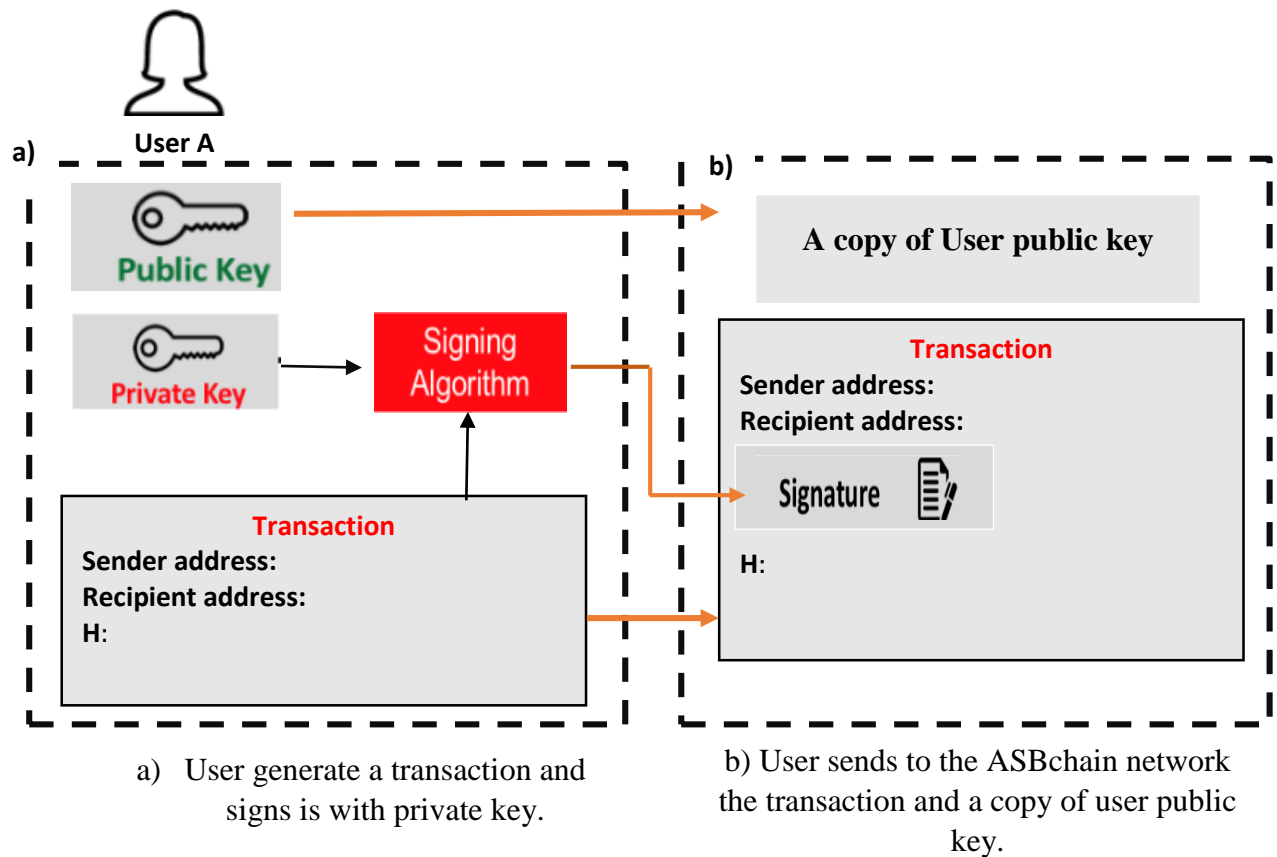 User A
a)
Public Key
Private Key
Signing
Algorithm
Transaction
Sender address:
Recipient address:
H:
a) User generate a transaction and
signs is with private key.
b)
A copy of User public key
Transaction
Sender address:
Recipient address:
Signature
H:
b) User sends to the ASBchain network
the transaction and a copy of user public
key.